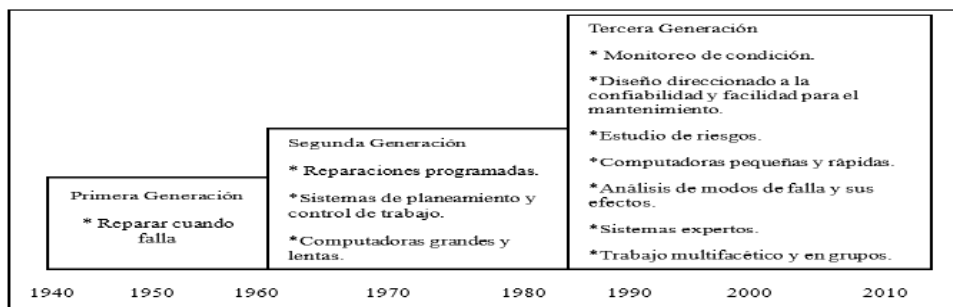 Tercera Generación
* Monitoreo de condición.
*Diseño direccionado a la
confiabilidad y facilidad para el
mantenimiento.
*Estudio de riesgos.
*Computadoras pequeñas y rápidas.
*Análisis de modos de falla y sus
efectos.
*Sistemas expertos.
*Trabajo multifacético y en grupos.
Segunda Generación
* Reparaciones programadas.
*Sistemas de planeamiento y
control de trabajo.
*Computadoras grandes y
lentas.
Primera Generación
* Reparar cuando
falla
1940 1950 1960 1970 1980 1990 2000 2010